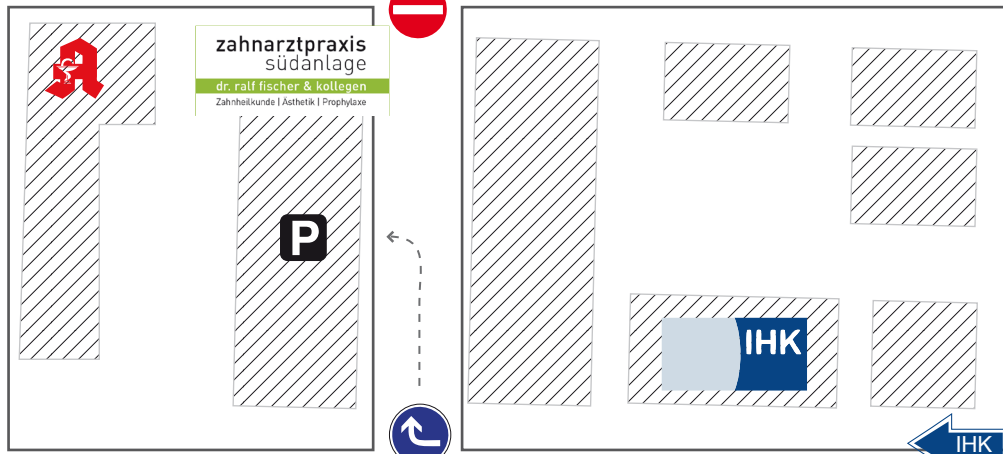 zahnarztpraxis
südanlage
dr. ralf fischer & kollegen
Zahnheilkunde | Ästhetik | Prophylaxe
P
IHK
IHK